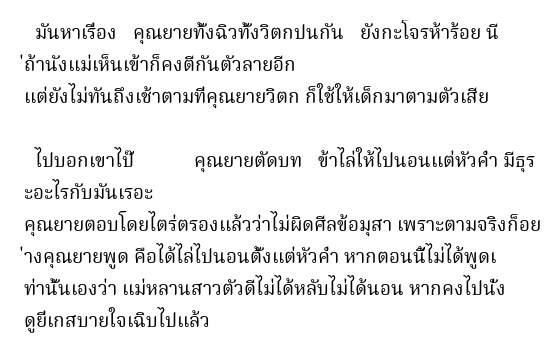 มันหาเรื่อง   คุณยายทั้งฉิวทั้งวิตกปนกัน   ยังกะโจรห้าร้อย นี
่ถ้านังแม่เห็นเข้าก็คงตีกันตัวลายอีก
แต่ยังไม่ทันถึงเช้าตามที่คุณยายวิตก ก็ใช้ให้เด็กมาตามตัวเสีย
ไปบอกเขาไป๊          คุณยายตัดบท   ข้าไล่ให้ไปนอนแต่หัวค่ำ มีธุร
ะอะไรกับมันเรอะ
คุณยายตอบโดยไตร่ตรองแล้วว่าไม่ผิดศีลข้อมุสา เพราะตามจริงก็อย
่างคุณยายพูด คือได้ไล่ไปนอนตั้งแต่หัวค่ำ หากตอนนี้ไม่ได้พูดเ
ท่านั้นเองว่า แม่หลานสาวตัวดีไม่ได้หลับไม่ได้นอน หากคงไปนั่ง
ดูยี่เกสบายใจเฉิบไปแล้ว